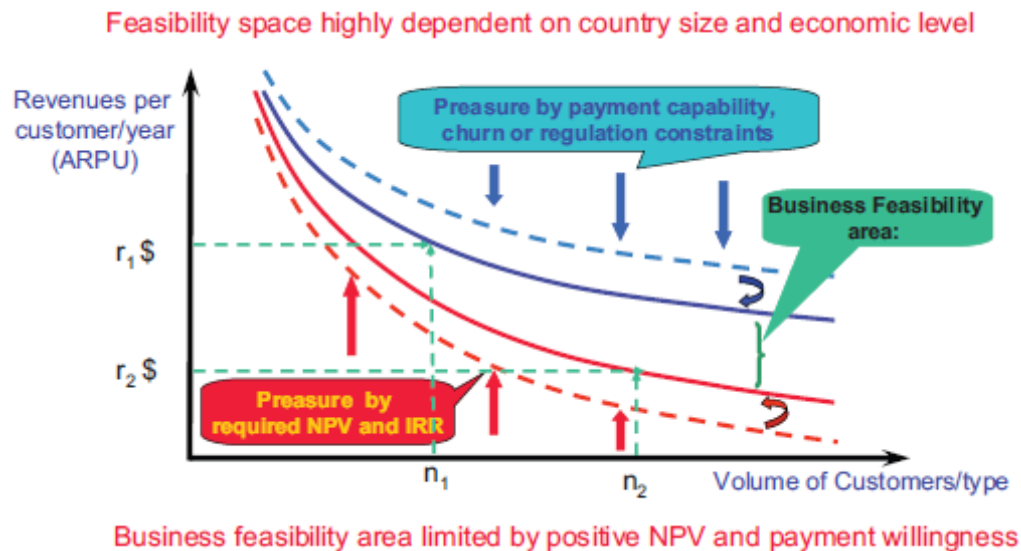 Feasibility space highly dependent on country size and economic level
Revenues per
customer/year
(ARPU)
Preasure by payment capability,
churn or regulation constraints
Business Feasibility
area:
r1 $
r2 $
Preasure by
required NPV and IRR
n1
n2
Volume of Customers/type
Business feasibility area limited by positive NPV and payment willingness